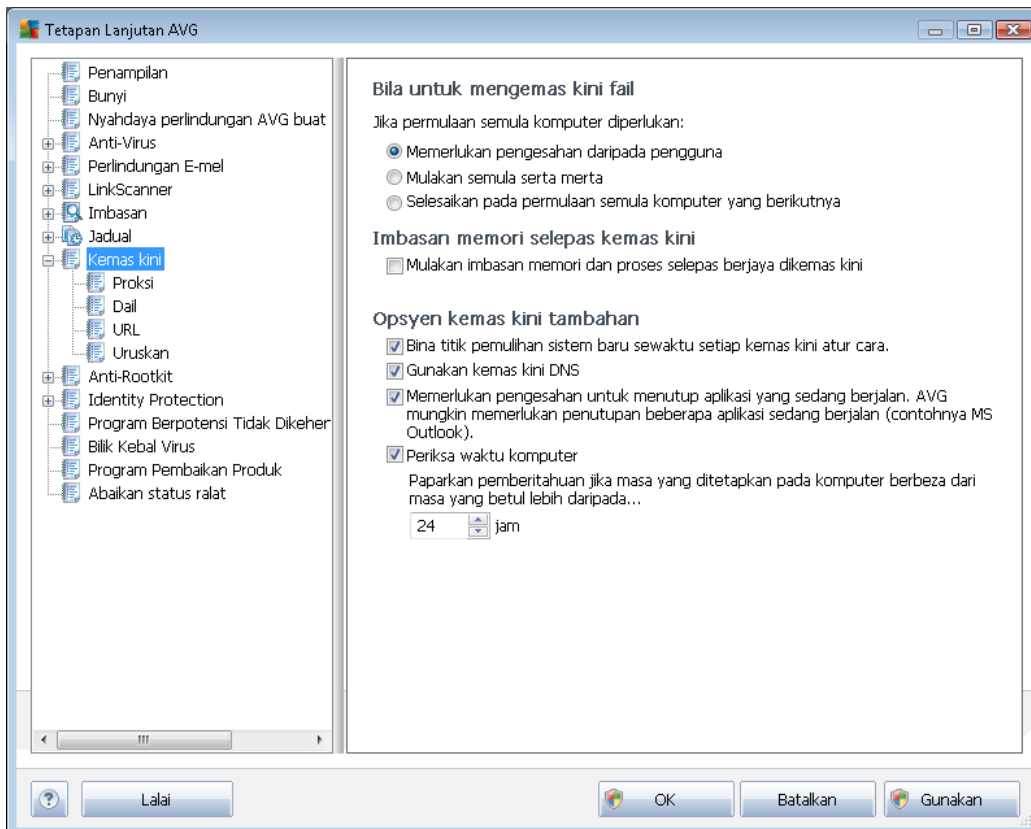 Tetapan Lanjutan AVG
Penampilan
Bunyi
Nyahdaya perlindungan AVG buat
Anti-Virus
Perlindungan E-mel
LinkScanner
Imbasan
Jadual
Kemas kini
Proksi
Dail
URL
Uruskan
Anti-Rootkit
Identity Protection
Program Berpotensi Tidak Dikeher
Bilik Kebal Virus
Program Pembaikan Produk
Abaikan status ralat
Bila untuk mengemas kini fail
Jika permulaan semula komputer diperlukan:
Memerlukan pengesahan daripada pengguna
Mulakan semula serta merta
Selesaikan pada permulaan semula komputer yang berikutnya
Imbasan memori selepas kemas kini
Mulakan imbasan memori dan proses selepas berjaya dikemas kini
Opsyen kemas kini tambahan
Bina titik pemulihan sistem baru sewaktu setiap kemas kini atur cara.
Gunakan kemas kini DNS
Memerlukan pengesahan untuk menutup aplikasi yang sedang berjalan. AVG
mungkin memerlukan penutupan beberapa aplikasi sedang berjalan (contohnya MS
Outlook).
Periksa waktu komputer
Paparkan pemberitahuan jika masa yang ditetapkan pada komputer berbeza dari
masa yang betul lebih daripada...
24 jam
? Lalai OK Batalkan Gunakan